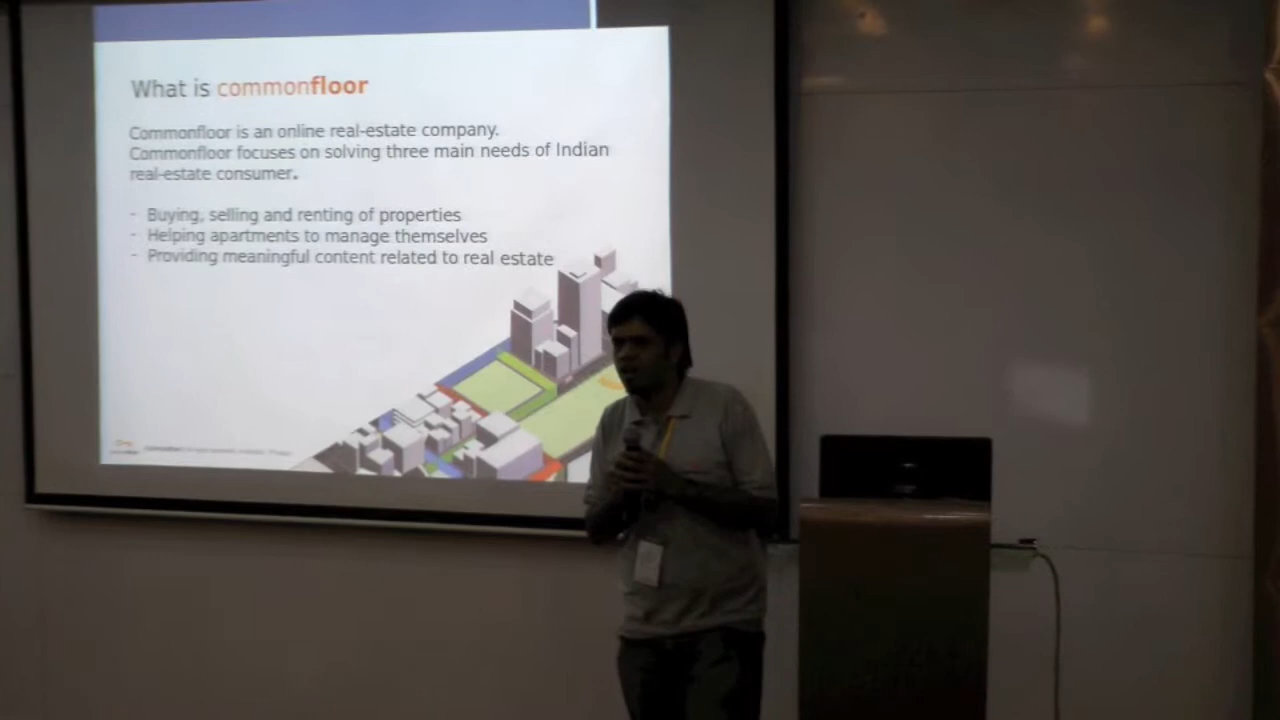 What is commonfloor
Commonfloor is an online real-estate company.
Commonfloor focuses on solving three main needs of Indian
real-estate consumer.
- Buying, selling and renting of properties
- Helping apartments to manage themselves
- Providing meaningful content related to real estate